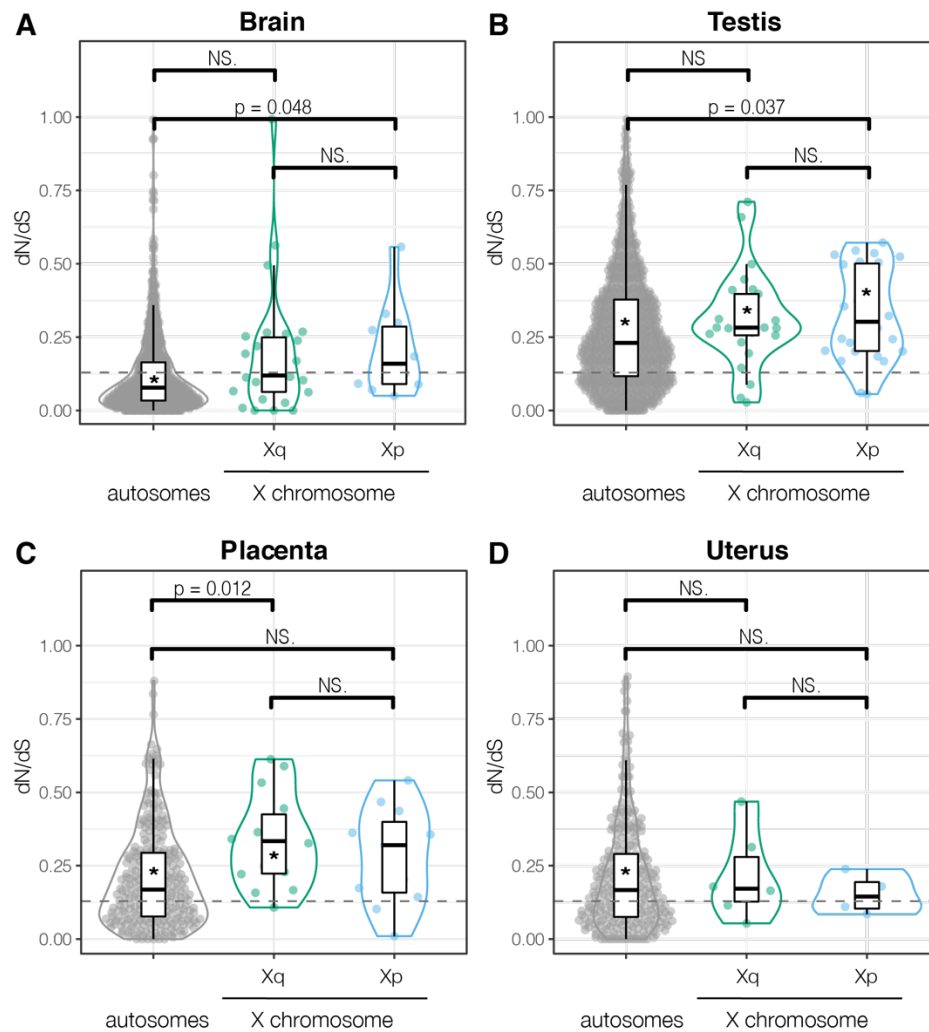 A Brain
NS.
p = 0.048
NS.
1.00
0.75
0.50
0.25
0.00
dN/dS
*
Xq Xp
autosomes X chromosome
B Testis
NS
p = 0.037
NS.
1.00
0.75
0.50
0.25
0.00
dN/dS
* * *
Xq Xp
autosomes X chromosome
C Placenta
p = 0.012
NS.
NS.
1.00
0.75
0.50
0.25
0.00
dN/dS
* *
Xq Xp
autosomes X chromosome
D Uterus
NS.
NS.
NS.
1.00
0.75
0.50
0.25
0.00
dN/dS
*
Xq Xp
autosomes X chromosome